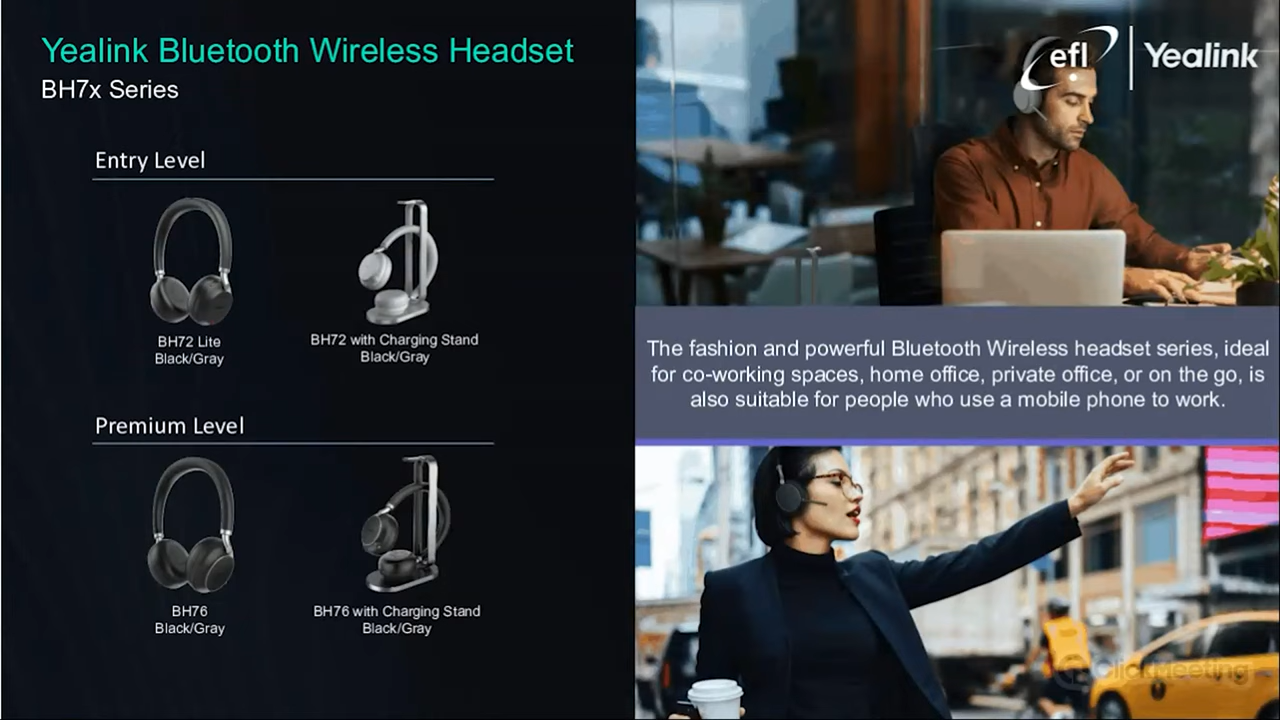 Yealink Bluetooth Wireless Headset
BH7x Series
Entry Level
BH72 Lite
Black/Gray
BH72 with Charging Stand
Black/Gray
Premium Level
BH76
Black/Gray
BH76 with Charging Stand
Black/Gray
efl
Yealink
The fashion and powerful Bluetooth Wireless headset series, ideal
for co-working spaces, home office, private office, or on the go, is
also suitable for people who use a mobile phone to work.
ClickMeeting